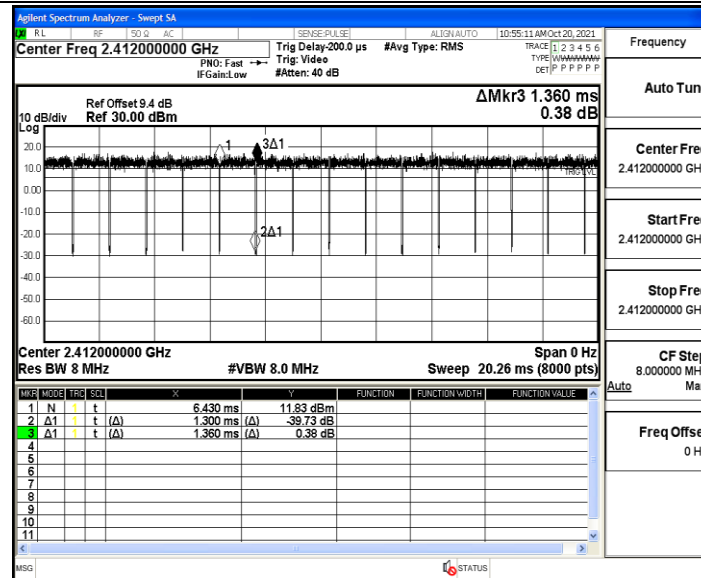 Agilent Spectrum Analyzer - Swept SA
RL RF 50 Ω AC SENSE:PULSE ALIGNAUTO 10:55:11 AM Oct 20, 2021
Center Freq 2.412000000 GHz
PNO: Fast
IFGain:Low
Trig Delay-200.0 µs
Trig: Video
#Atten: 40 dB
#Avg Type: RMS
TRACE 1 2 3 4 5 6
TYPE WWWWWW
DET P P P P P P
ΔMkr3 1.360 ms
0.38 dB
Ref Offset 9.4 dB
10 dB/div Ref 30.00 dBm
Log
20.0
10.0
0.00
-10.0
-20.0
-30.0
-40.0
-50.0
-60.0
1
3Δ1
TRIG LVL
2Δ1
Center 2.412000000 GHz Span 0 Hz
Res BW 8 MHz #VBW 8.0 MHz Sweep 20.26 ms (8000 pts)
MKR MODE TRC SCL X Y FUNCTION FUNCTION WIDTH FUNCTION VALUE
1 N 1 t 6.430 ms 11.83 dBm
2 Δ1 1 t (Δ) 1.300 ms (Δ) -39.73 dB
3 Δ1 1 t (Δ) 1.360 ms (Δ) 0.38 dB
4
5
6
7
8
9
10
11
MSG STATUS
Frequency
Auto Tun
Center Fre
2.412000000 GH
Start Fre
2.412000000 GH
Stop Fre
2.412000000 GH
CF Step
8.000000 MH
Auto Ma
Freq Offse
0 H